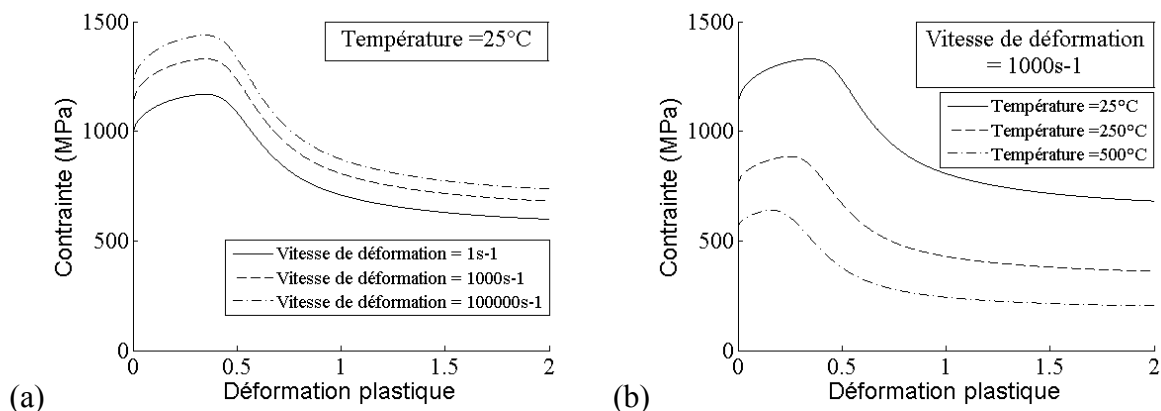 1500
1000
500
0
Contrainte (MPa)
Température =25°C
Vitesse de déformation = 1s-1
Vitesse de déformation = 1000s-1
Vitesse de déformation = 100000s-1
0 0.5 1 1.5 2
Déformation plastique
(a)
1500
1000
500
0
Contrainte (MPa)
Vitesse de déformation
= 1000s-1
Température =25°C
Température =250°C
Température =500°C
0 0.5 1 1.5 2
Déformation plastique
(b)